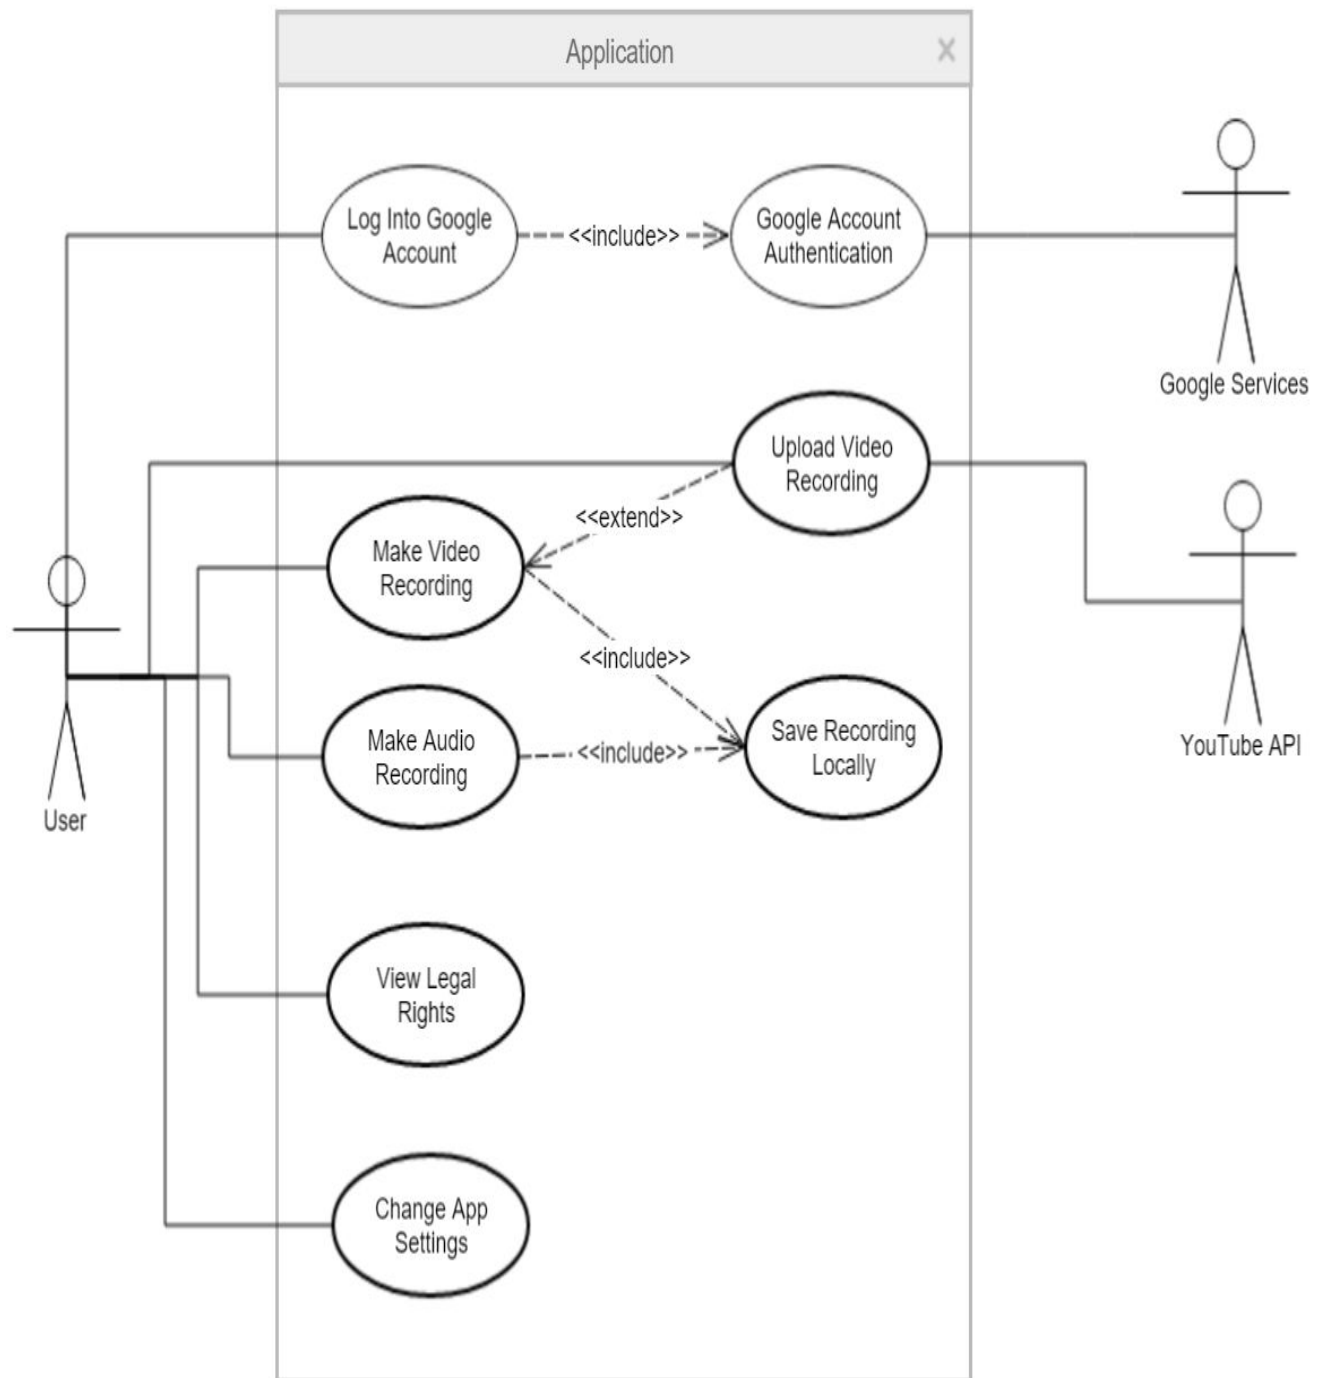 Application
Log Into Google
Account
<<include>>
Google Account
Authentication
Google Services
Upload Video
Recording
<<extend>>
Make Video
Recording
<<include>>
Make Audio
Recording
<<include>>
Save Recording
Locally
YouTube API
User
View Legal
Rights
Change App
Settings